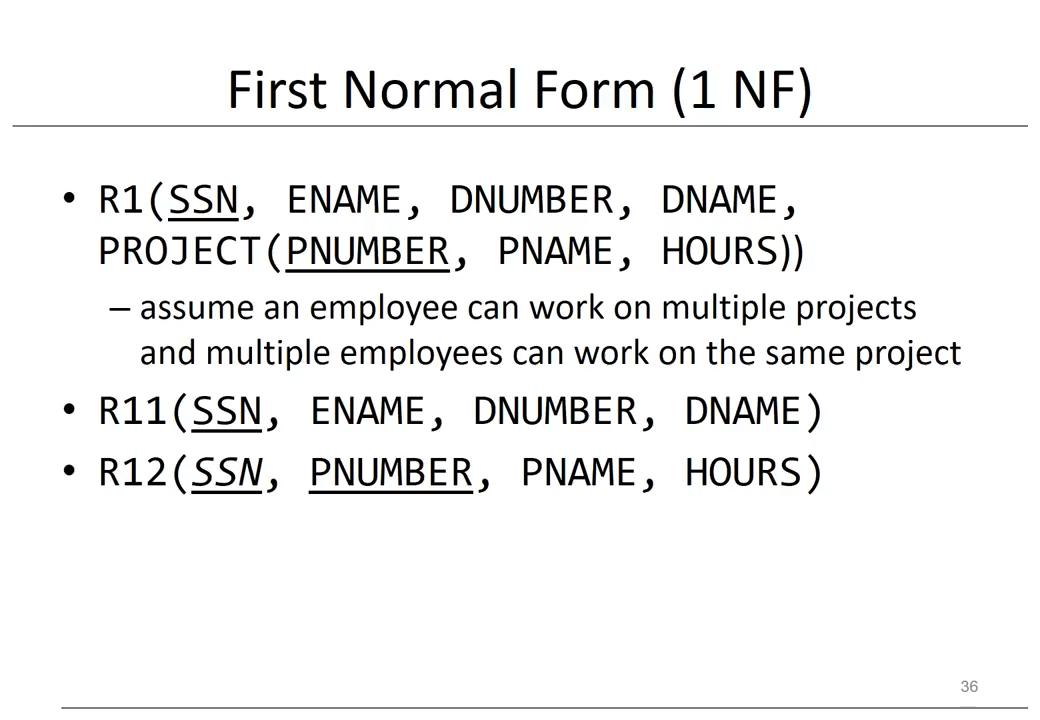 First Normal Form (1 NF)
• R1(SSN, ENAME, DNUMBER, DNAME,
PROJECT(PNUMBER, PNAME, HOURS))
– assume an employee can work on multiple projects
and multiple employees can work on the same project
• R11(SSN, ENAME, DNUMBER, DNAME)
• R12(SSN, PNUMBER, PNAME, HOURS)
36